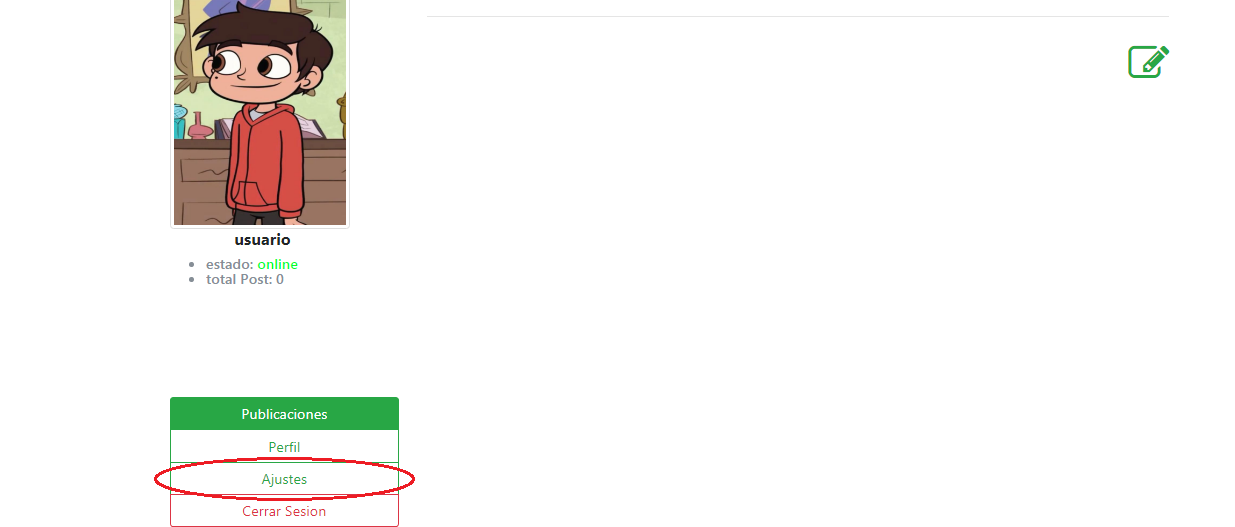 usuario
estado: online
total Post: 0
Publicaciones
Perfil
Ajustes
Cerrar Sesion